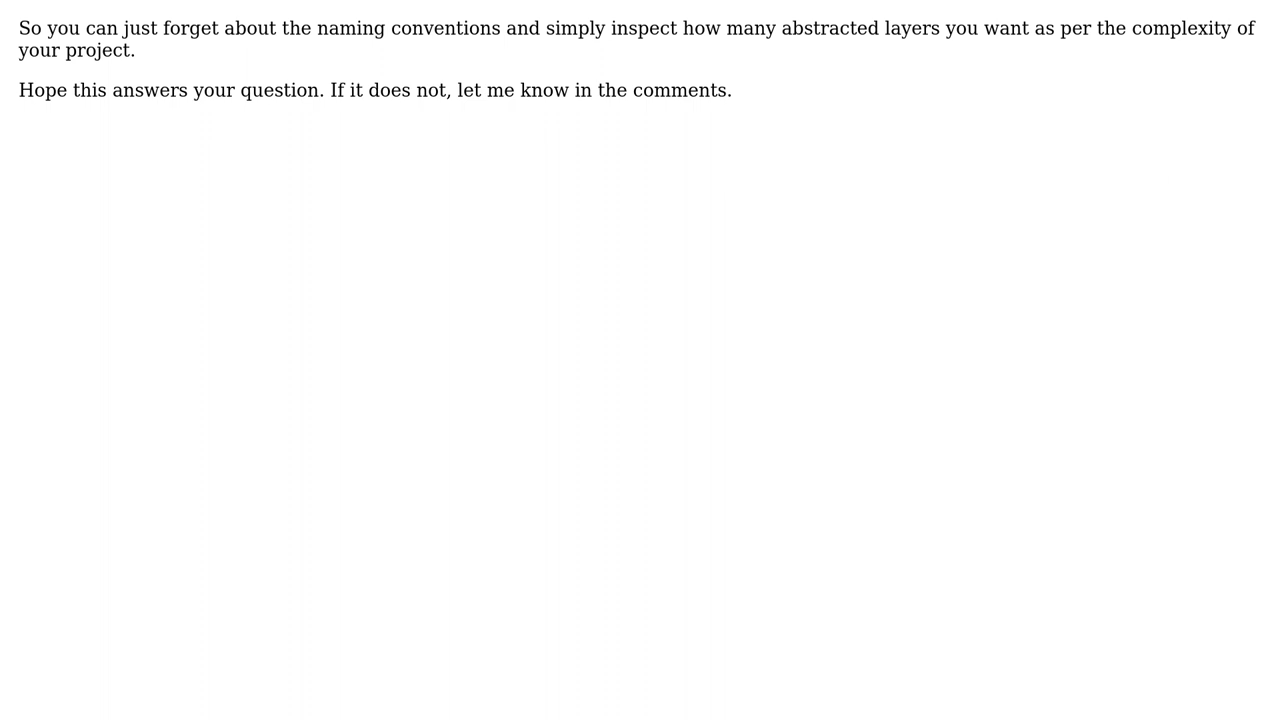 So you can just forget about the naming conventions and simply inspect how many abstracted layers you want as per the complexity of
your project.
Hope this answers your question. If it does not, let me know in the comments.